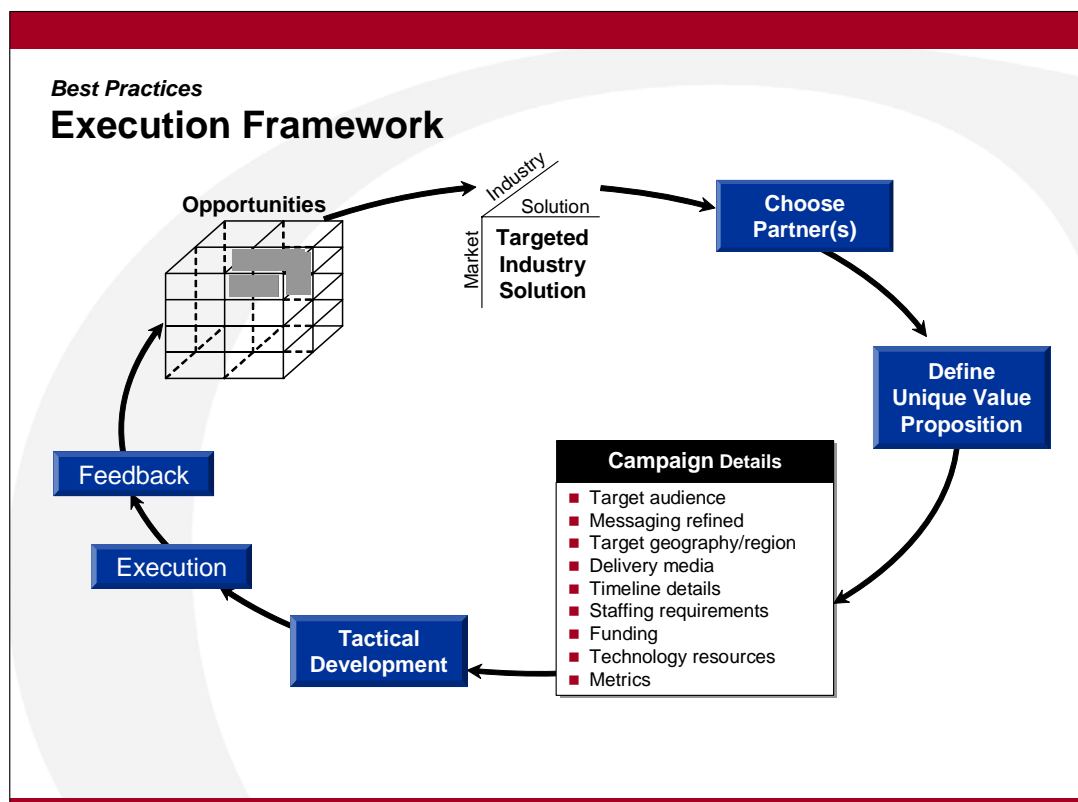 Best Practices
Execution Framework
Opportunities
Industry
Solution
Market
Targeted
Industry
Solution
Choose
Partner(s)
Define
Unique Value
Proposition
Campaign Details
Target audience
Messaging refined
Target geography/region
Delivery media
Timeline details
Staffing requirements
Funding
Technology resources
Metrics
Tactical
Development
Execution
Feedback